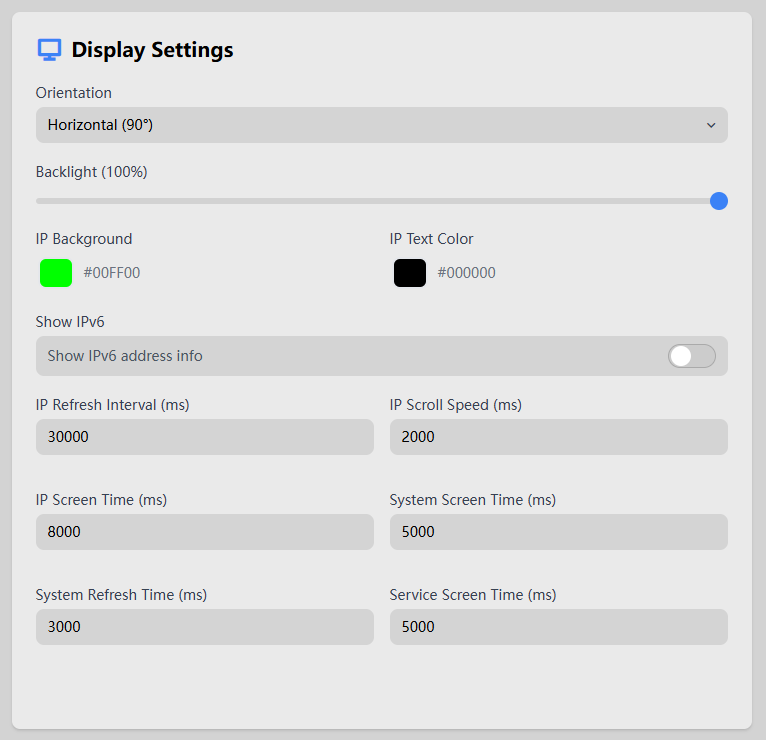 Display Settings
Orientation
Horizontal (90°)
Backlight (100%)
IP Background
IP Text Color
#00FF00
#000000
Show IPv6
Show IPv6 address info
IP Refresh Interval (ms)
IP Scroll Speed (ms)
30000
2000
IP Screen Time (ms)
System Screen Time (ms)
8000
5000
System Refresh Time (ms)
Service Screen Time (ms)
3000
5000